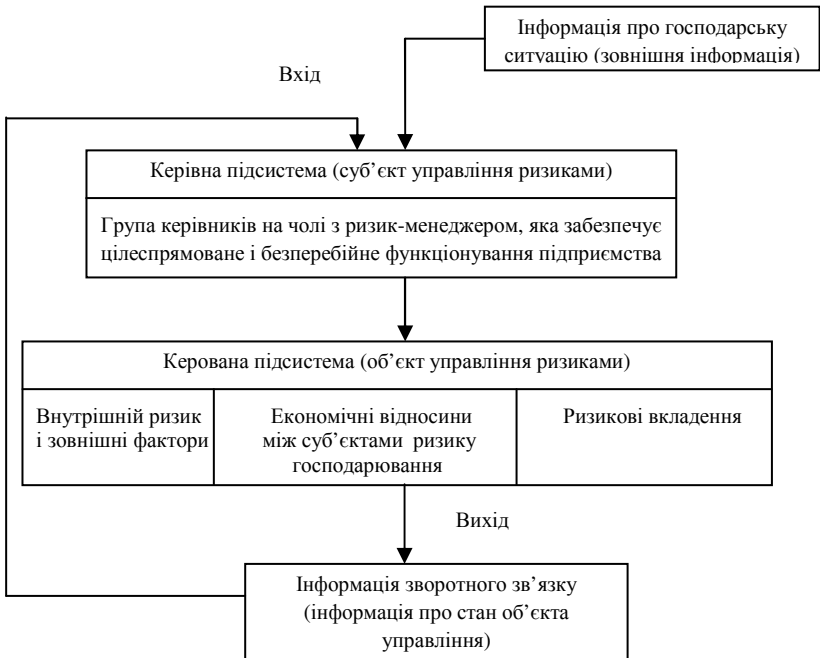 Інформація про господарську
ситуацію (зовнішня інформація)
Вхід
Керівна підсистема (суб’єкт управління ризиками)
Група керівників на чолі з ризик-менеджером, яка забезпечує
цілеспрямоване і безперебійне функціонування підприємства
Керована підсистема (об’єкт управління ризиками)
Внутрішній ризик
і зовнішні фактори
Економічні відносини
між суб’єктами ризику
господарювання
Ризикові вкладення
Вихід
Інформація зворотного зв’язку
(інформація про стан об’єкта
управління)